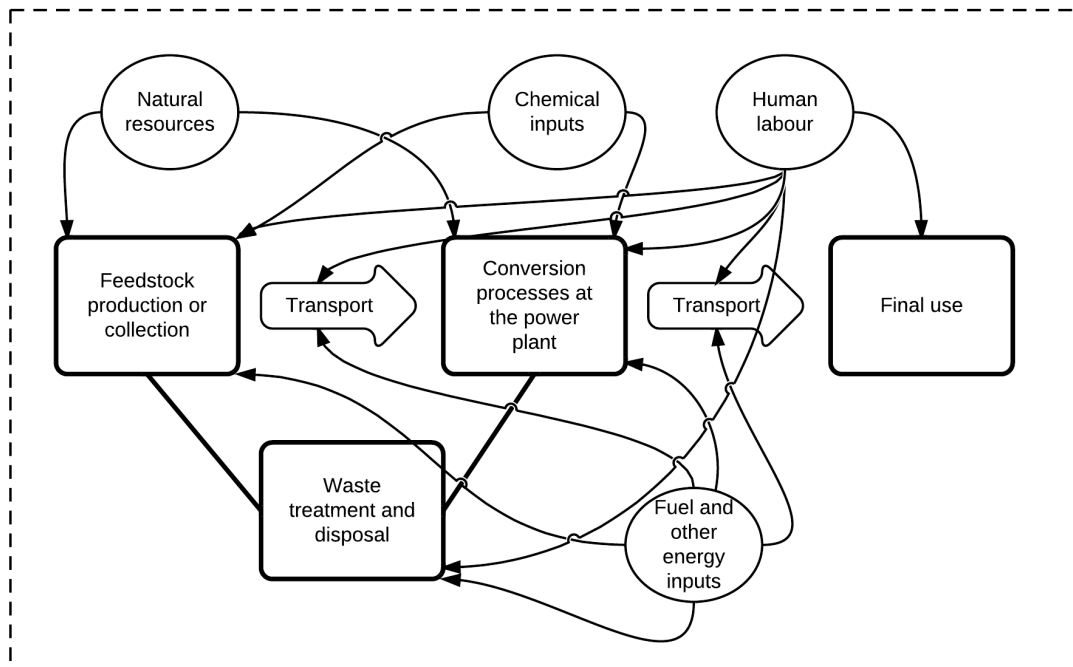 Natural
resources
Chemical
inputs
Human
labour
Feedstock
production or
collection
Transport
Conversion
processes at
the power
plant
Transport
Final use
Waste
treatment and
disposal
Fuel and
other
energy
inputs